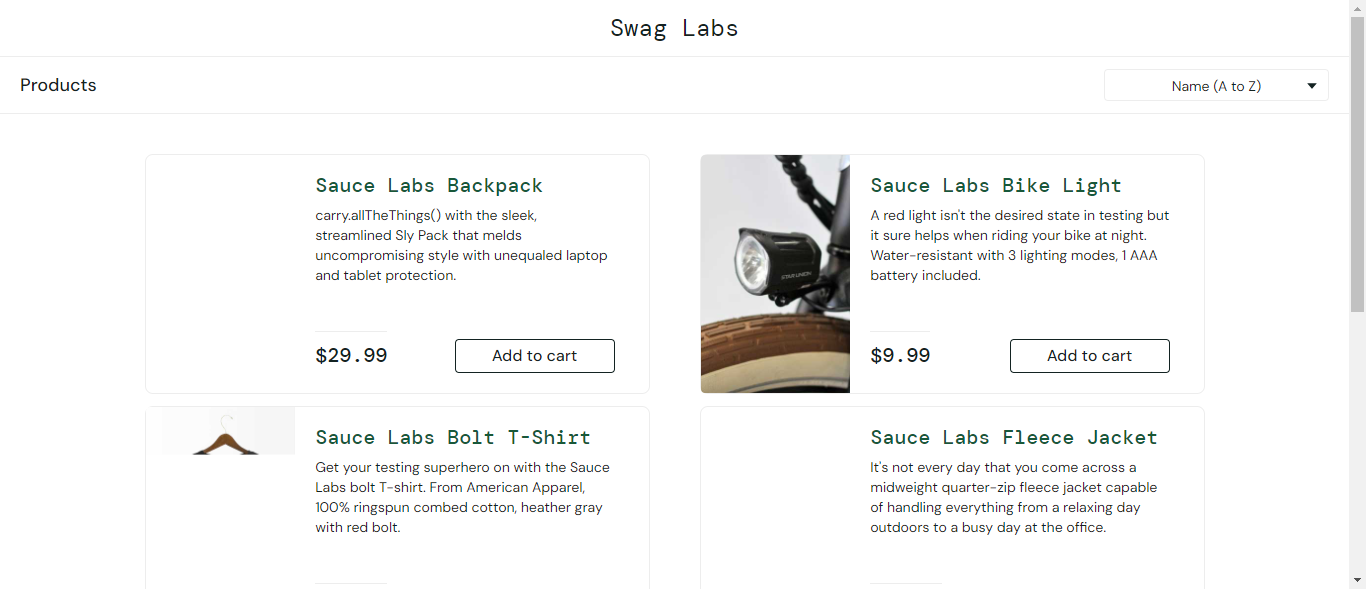 Swag Labs
Products
Name (A to Z)
Sauce Labs Backpack
carry.allTheThings() with the sleek,
streamlined Sly Pack that melds
uncompromising style with unequaled laptop
and tablet protection.
$29.99
Add to cart
Sauce Labs Bike Light
A red light isn't the desired state in testing but
it sure helps when riding your bike at night.
Water-resistant with 3 lighting modes, 1 AAA
battery included.
$9.99
Add to cart
STAR UNION
Sauce Labs Bolt T-Shirt
Get your testing superhero on with the Sauce
Labs bolt T-shirt. From American Apparel,
100% ringspun combed cotton, heather gray
with red bolt.
Sauce Labs Fleece Jacket
It's not every day that you come across a
midweight quarter-zip fleece jacket capable
of handling everything from a relaxing day
outdoors to a busy day at the office.